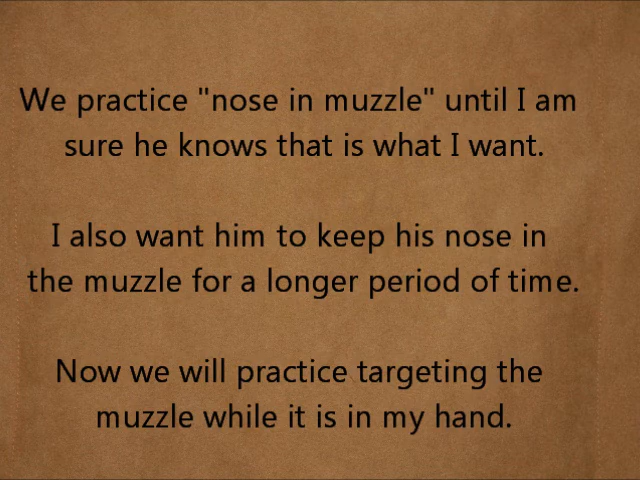 We practice "nose in muzzle" until I am
sure he knows that is what I want.
I also want him to keep his nose in
the muzzle for a longer period of time.
Now we will practice targeting the
muzzle while it is in my hand.